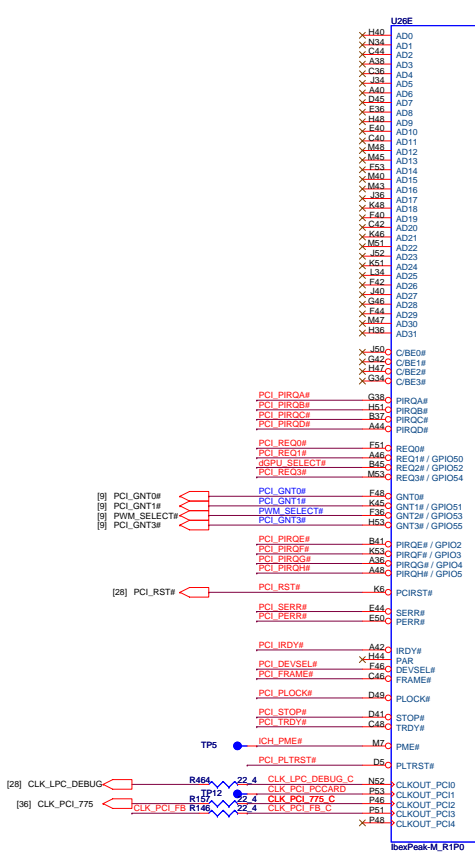 U26E
H40 AD0
N34 AD1
C44 AD2
A38 AD3
C36 AD4
J34 AD5
A40 AD6
D45 AD7
E36 AD8
H48 AD9
E40 AD10
C40 AD11
M48 AD12
M45 AD13
F53 AD14
M40 AD15
M43 AD16
J36 AD17
K48 AD18
F40 AD19
C42 AD20
K46 AD21
M51 AD22
J52 AD23
K51 AD24
L34 AD25
F42 AD26
J40 AD27
G46 AD28
F44 AD29
M47 AD30
H36 AD31
J50 C/BE0#
G42 C/BE1#
H47 C/BE2#
G34 C/BE3#
PCI_PIRQA# G38 PIRQA#
PCI_PIRQB# H51 PIRQB#
PCI_PIRQC# B37 PIRQC#
PCI_PIRQD# A44 PIRQD#
PCI_REQ0# F51 REQ0#
PCI_REQ1# A46 REQ1# / GPIO50
dGPU_SELECT# B45 REQ2# / GPIO52
PCI_REQ3# M53 REQ3# / GPIO54
[9] PCI_GNT0# PCI_GNT0# F48 GNT0#
[9] PCI_GNT1# PCI_GNT1# K45 GNT1# / GPIO51
[9] PWM_SELECT# PWM_SELECT# F36 GNT2# / GPIO53
[9] PCI_GNT3# PCI_GNT3# H53 GNT3# / GPIO55
PCI_PIRQE# B41 PIRQE# / GPIO2
PCI_PIRQF# K53 PIRQF# / GPIO3
PCI_PIRQG# A36 PIRQG# / GPIO4
PCI_PIRQH# A48 PIRQH# / GPIO5
[28] PCI_RST# PCI_RST# K6 PCIRST#
PCI_SERR# E44 SERR#
PCI_PERR# E50 PERR#
PCI_IRDY# A42 IRDY#
H44 PAR
PCI_DEVSEL# F46 DEVSEL#
PCI_FRAME# C46 FRAME#
PCI_PLOCK# D49 PLOCK#
PCI_STOP# D41 STOP#
PCI_TRDY# C48 TRDY#
TP5 ICH_PME# M7 PME#
PCI_PLTRST# D5 PLTRST#
[28] CLK_LPC_DEBUG R464 22_4 CLK_LPC_DEBUG_C N52 CLKOUT_PCI0
TP12 CLK_PCI_PCCARD P53 CLKOUT_PCI1
[36] CLK_PCI_775 R157 22_4 CLK_PCI_775_C P46 CLKOUT_PCI2
CLK_PCI_FB R146 22_4 CLK_PCI_FB_C P51 CLKOUT_PCI3
P48 CLKOUT_PCI4
IbexPeak-M_R1P0